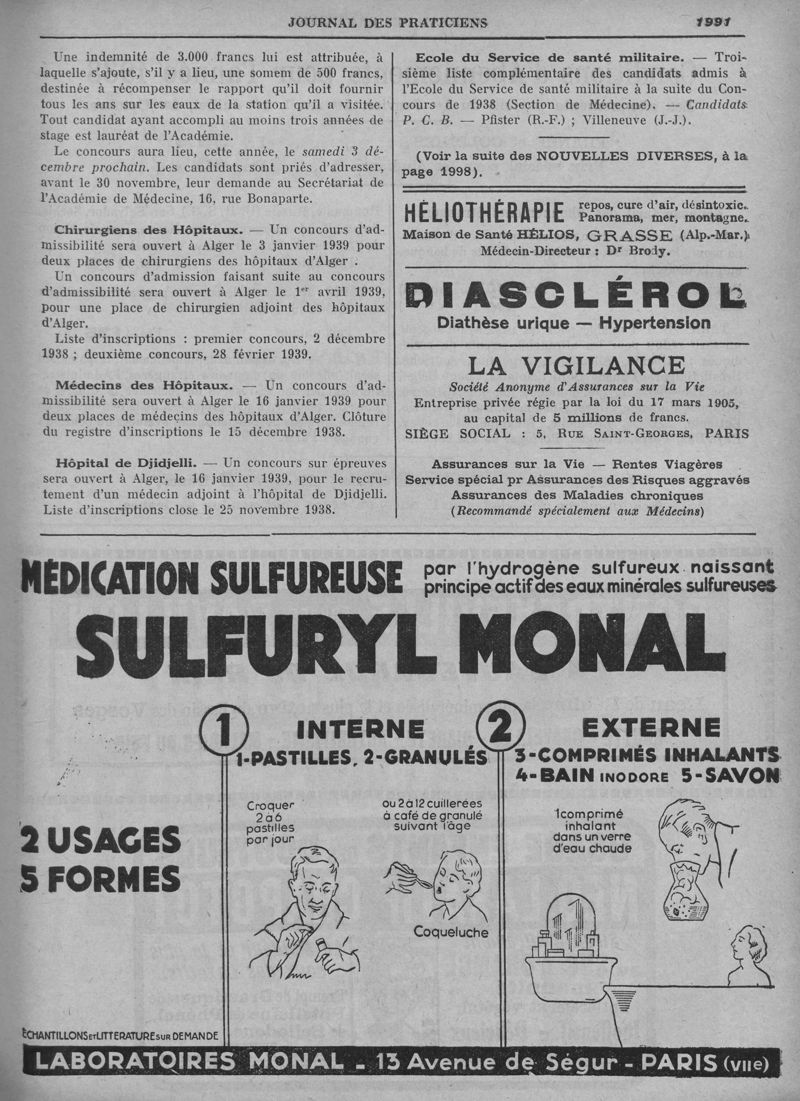 JOURNAL DES PRATICIENS 1991
Une indemnité de 3.000 francs lui est attribuée, à
laquelle s'ajoute, s'il y a lieu, une somem de 500 francs,
destinée à récompenser le rapport qu'il doit fournir
tous les ans sur les eaux de la station qu'il a visitée.
Tout candidat ayant accompli au moins trois années de
stage est lauréat de l'Académie.
Le concours aura lieu, cette année, le samedi 3 dé-
cembre prochain. Les candidats sont priés d'adresser,
avant le 30 novembre, leur demande au Secrétariat de
l'Académie de Médecine, 16, rue Bonaparte.
Chirurgiens des Hôpitaux. — Un concours d'ad-
missibilité sera ouvert à Alger le 3 janvier 1939 pour
deux places de chirurgiens des hôpitaux d'Alger .
Un concours d'admission faisant suite au concours
d'admissibilité sera ouvert à Alger le 1er avril 1939,
pour une place de chirurgien adjoint des hôpitaux
d'Alger.
Liste d'inscriptions : premier concours, 2 décembre
1938 ; deuxième concours, 28 février 1939.
Médecins des Hôpitaux. — Un concours d'ad-
missibilité sera ouvert à Alger le 16 janvier 1939 pour
deux places de médecins des hôpitaux d'Alger. Clôture
du registre d'inscriptions le 15 décembre 1938.
Hôpital de Djidjelli. — Un concours sur épreuves
sera ouvert à Alger, le 16 janvier 1939, pour le recru-
tement d'un médecin adjoint à l'hôpital de Djidjelli.
Liste d'inscriptions close le 25 novembre 1938.
Ecole du Service de santé militaire. — Troi-
sième liste complémentaire des candidats admis à
l'Ecole du Service de santé militaire à la suite du Con-
cours de 1938 (Section de Médecine). — Candidats
P. C. B. — Pfister (R.-F.) ; Villeneuve (J.-J.).
(Voir la suite des NOUVELLES DIVERSES, à la
page 1998).
HÉLIOTHÉRAPIE repos, cure d'air, désintoxic.
Panorama, mer, montagne.
Maison de Santé HÉLIOS, GRASSE (Alp.-Mar.)
Médecin-Directeur : Dr Brody.
DIASCLÉROL
Diathèse urique — Hypertension
LA VIGILANCE
Société Anonyme d'Assurances sur la Vie
Entreprise privée régie par la loi du 17 mars 1905,
au capital de 5 millions de francs.
SIÈGE SOCIAL : 5, RUE SAINT-GEORGES, PARIS
Assurances sur la Vie — Rentes Viagères
Service spécial pr Assurances des Risques aggravés
Assurances des Maladies chroniques
(Recommandé spécialement aux Médecins)
MÉDICATION SULFUREUSE par l'hydrogène sulfureux naissant
principe actif des eaux minérales sulfureuses
SULFURYL MONAL
2 USAGES
5 FORMES
1 INTERNE
1-PASTILLES, 2-GRANULÉS
Croquer
2 à 6
pastilles
par jour
ou 2 à 12 cuillerées
à café de granulé
suivant l'âge
Coqueluche
2 EXTERNE
3-COMPRIMÉS INHALANTS
4-BAIN INODORE 5-SAVON
1 comprimé
inhalant
dans un verre
d'eau chaude
ÉCHANTILLONS ET LITTERATURE SUR DEMANDE
LABORATOIRES MONAL - 13 Avenue de Ségur - PARIS (VIIe)